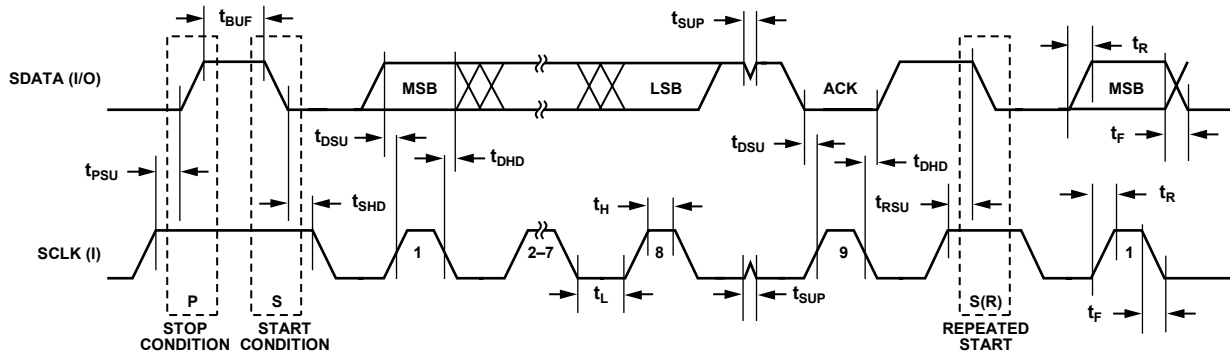 tBUF
tSUP
tR
SDATA (I/O)
MSB
LSB
ACK
MSB
tDSU
tDHD
tDSU
tDHD
tF
tPSU
tSHD
tH
tRSU
tR
SCLK (I)
1
2–7
8
9
1
P
S
tL
tSUP
S(R)
tF
STOP
CONDITION
START
CONDITION
REPEATED
START